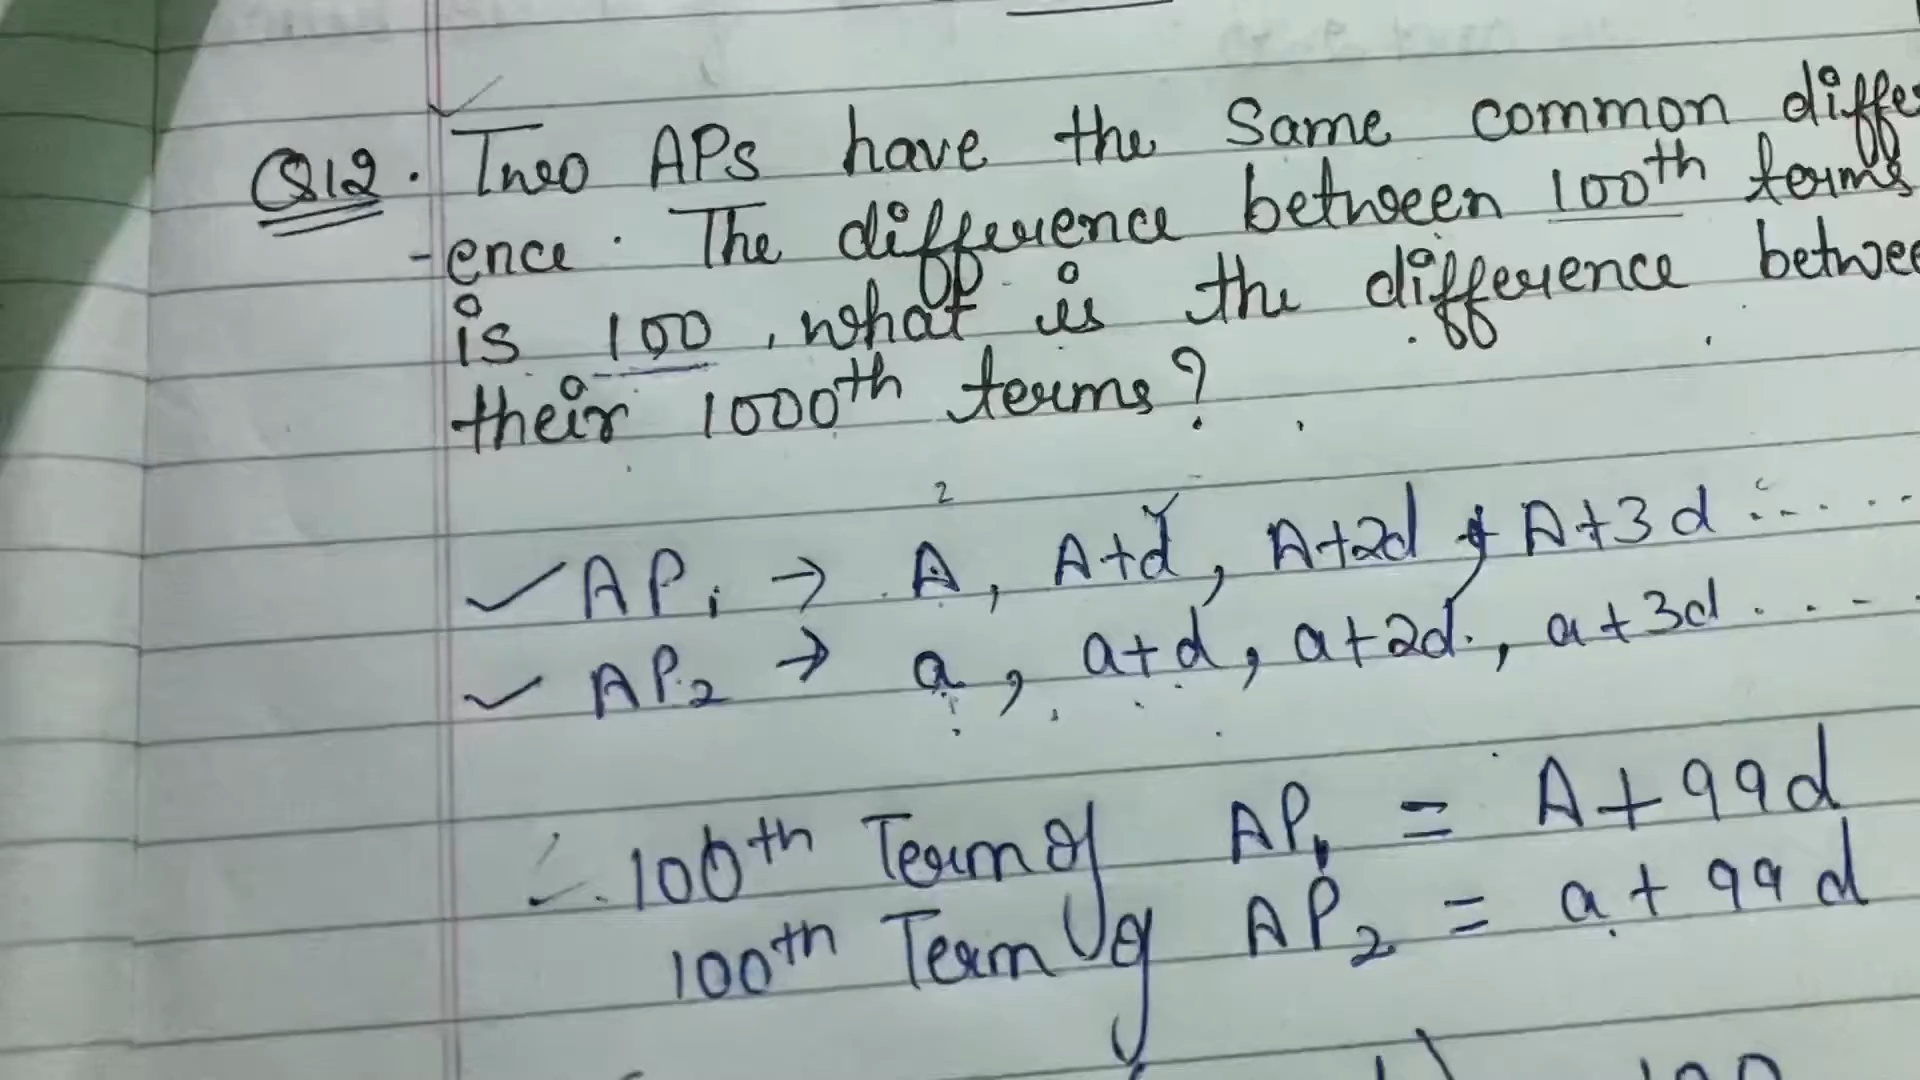 Q12. Two APs have the same common differ
-ence. The difference between 100th terms
is 100, what is the difference betwee
their 1000th terms?
AP1 → A, A+d, A+2d, A+3d ......
AP2 → a, a+d, a+2d, a+3d ......
∴ 100th Term of AP1 = A+99d
100th Term of AP2 = a+99d
100